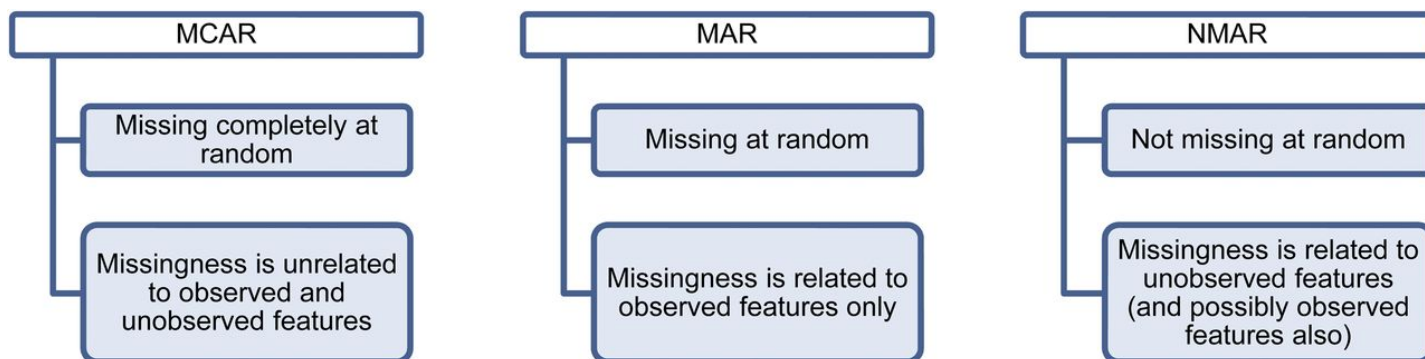 MCAR
Missing completely at
random
Missingness is unrelated
to observed and
unobserved features
MAR
Missing at random
Missingness is related to
observed features only
NMAR
Not missing at random
Missingness is related to
unobserved features
(and possibly observed
features also)